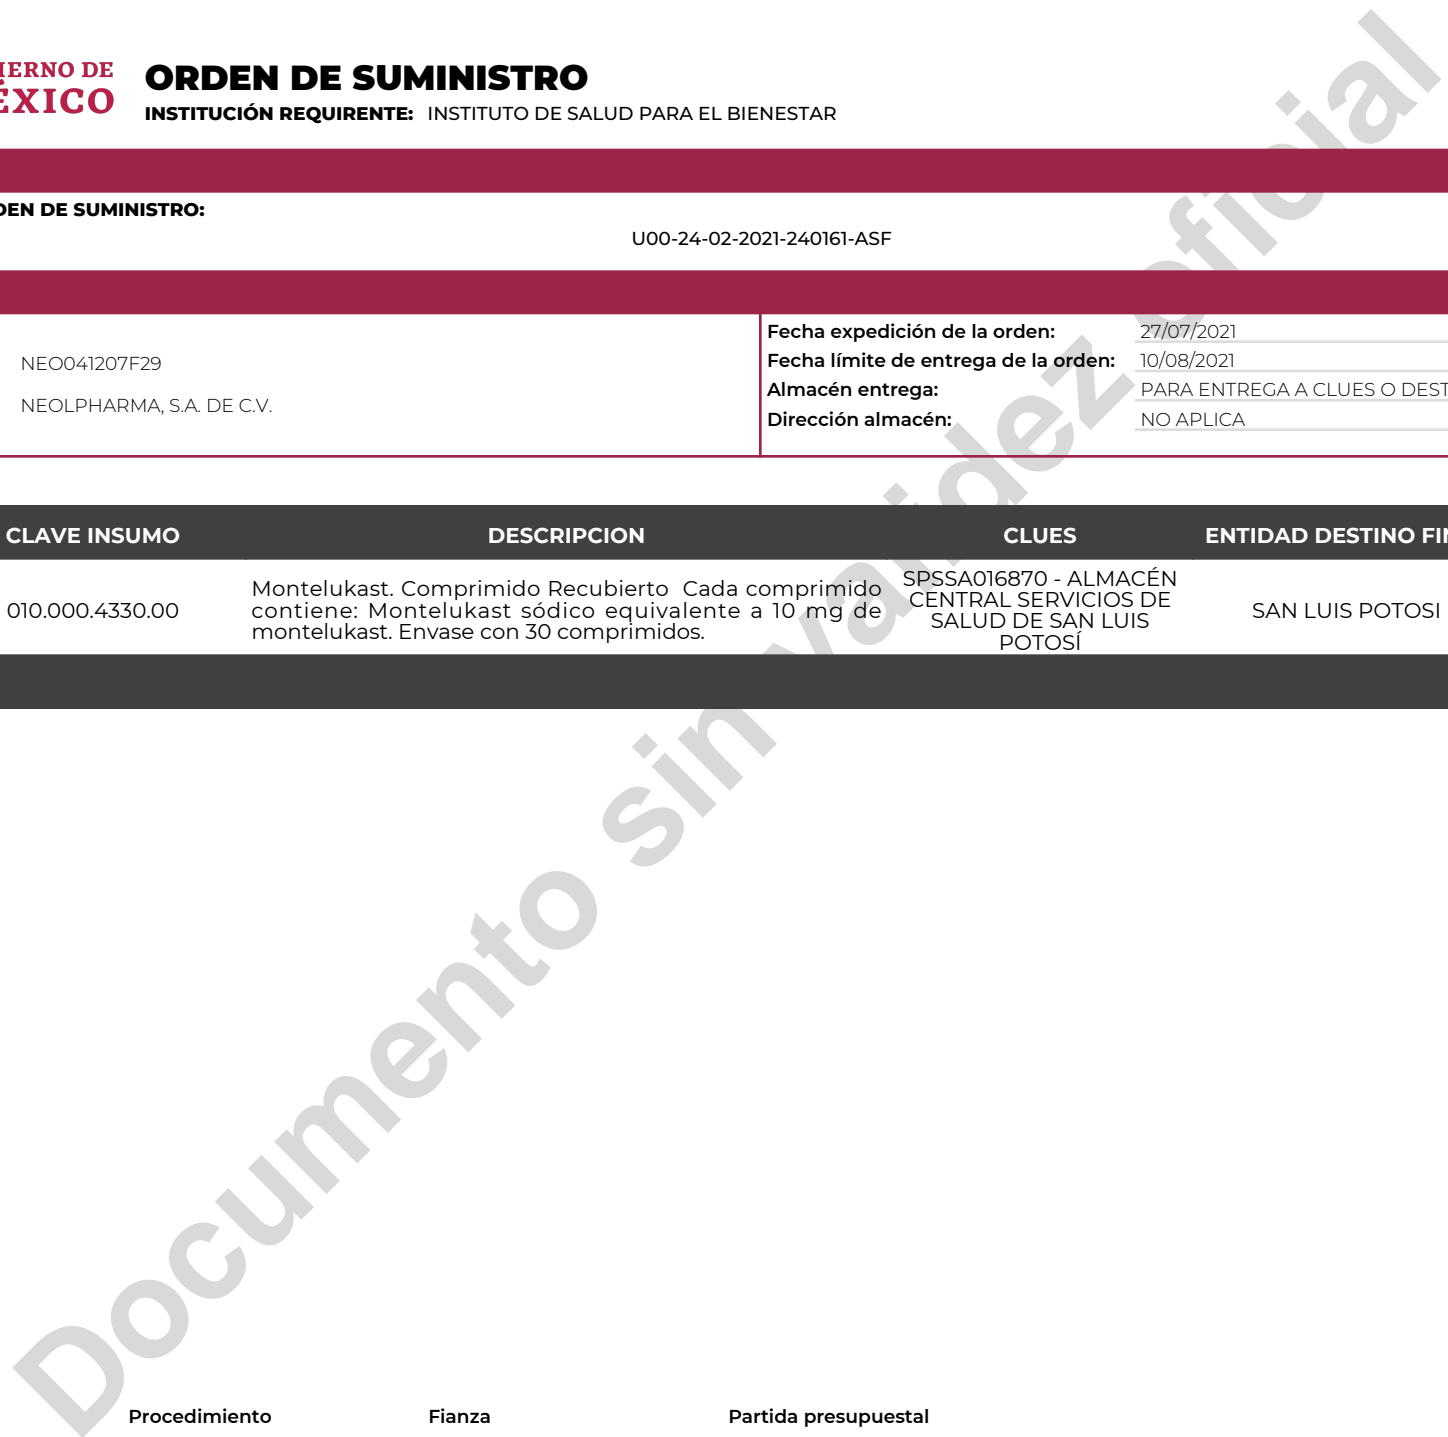 IERNO DE
ÉXICO
ORDEN DE SUMINISTRO
INSTITUCIÓN REQUIRENTE: INSTITUTO DE SALUD PARA EL BIENESTAR
DEN DE SUMINISTRO:
U00-24-02-2021-240161-ASF
NEO041207F29
NEOLPHARMA, S.A. DE C.V.
Fecha expedición de la orden: 27/07/2021
Fecha límite de entrega de la orden: 10/08/2021
Almacén entrega: PARA ENTREGA A CLUES O DEST
Dirección almacén: NO APLICA
CLAVE INSUMO DESCRIPCION CLUES ENTIDAD DESTINO FIN
010.000.4330.00
Montelukast. Comprimido Recubierto Cada comprimido
contiene: Montelukast sódico equivalente a 10 mg de
montelukast. Envase con 30 comprimidos.
SPSSA016870 - ALMACÉN
CENTRAL SERVICIOS DE
SALUD DE SAN LUIS
POTOSÍ
SAN LUIS POTOSI
Documento sin validez oficial
Procedimiento Fianza Partida presupuestal